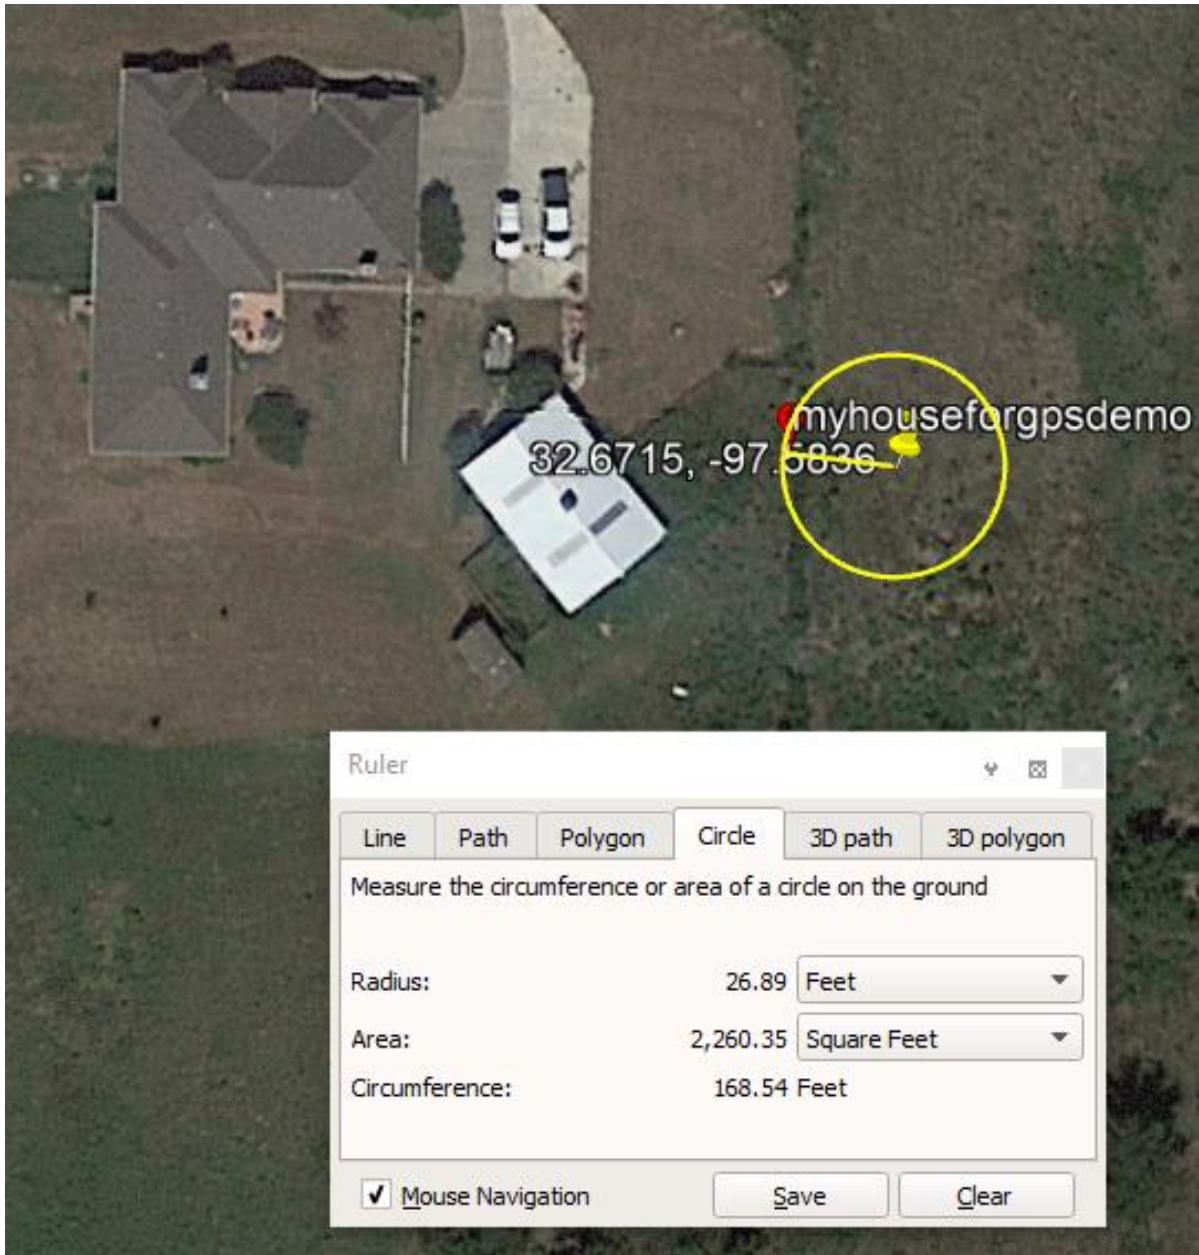 myhouseforgpsdemo
32.6715, -97.5836
Ruler
Line Path Polygon Circle 3D path 3D polygon
Measure the circumference or area of a circle on the ground
Radius: 26.89 Feet
Area: 2,260.35 Square Feet
Circumference: 168.54 Feet
Mouse Navigation Save Clear